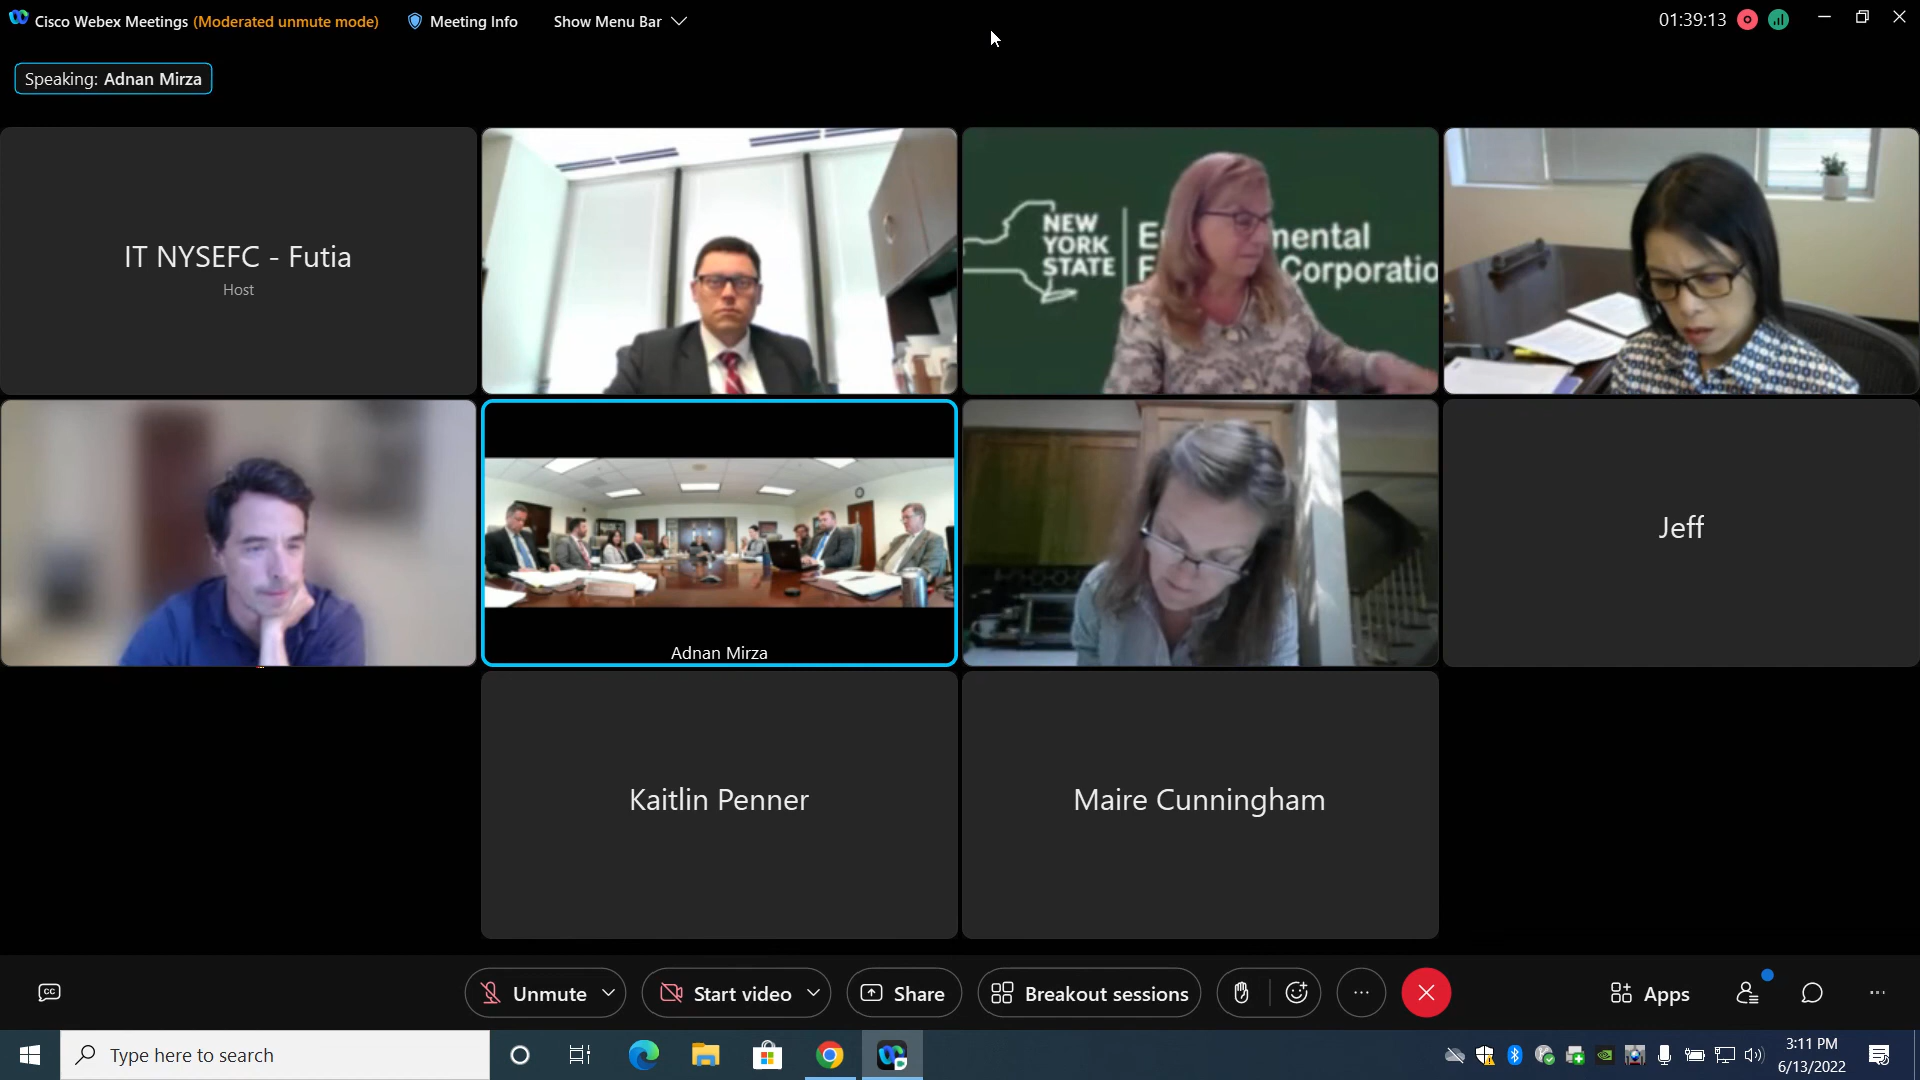 Cisco Webex Meetings (Moderated unmute mode)
Meeting Info
Show Menu Bar
01:39:13
Speaking: Adnan Mirza
IT NYSEFC - Futia
Host
NEW
YORK
STATE
E mental
F Corporatio
Adnan Mirza
Jeff
Kaitlin Penner
Maire Cunningham
CC
Unmute
Start video
Share
Breakout sessions
Apps
Type here to search
3:11 PM
6/13/2022